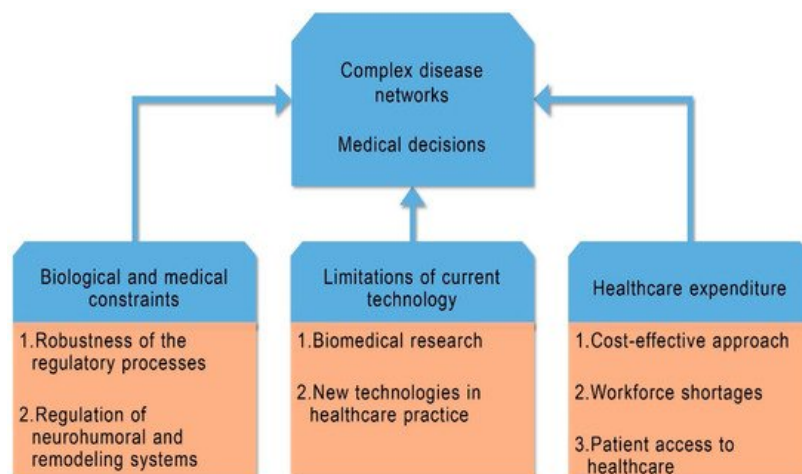 Complex disease
networks
Medical decisions
Biological and medical
constraints
1.Robustness of the
regulatory processes
2.Regulation of
neurohumoral and
remodeling systems
Limitations of current
technology
1.Biomedical research
2.New technologies in
healthcare practice
Healthcare expenditure
1.Cost-effective approach
2.Workforce shortages
3.Patient access to
healthcare